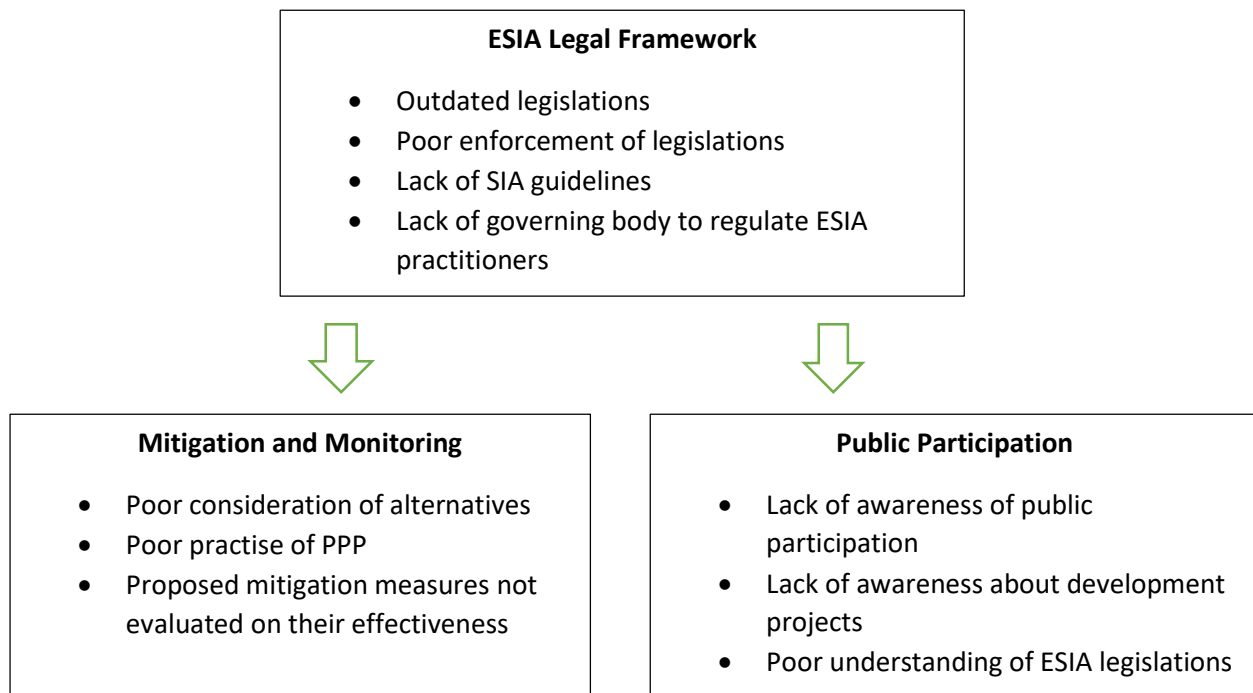 ESIA Legal Framework
• Outdated legislations
• Poor enforcement of legislations
• Lack of SIA guidelines
• Lack of governing body to regulate ESIA
practitioners
Mitigation and Monitoring
• Poor consideration of alternatives
• Poor practise of PPP
• Proposed mitigation measures not
evaluated on their effectiveness
Public Participation
• Lack of awareness of public
participation
• Lack of awareness about development
projects
• Poor understanding of ESIA legislations